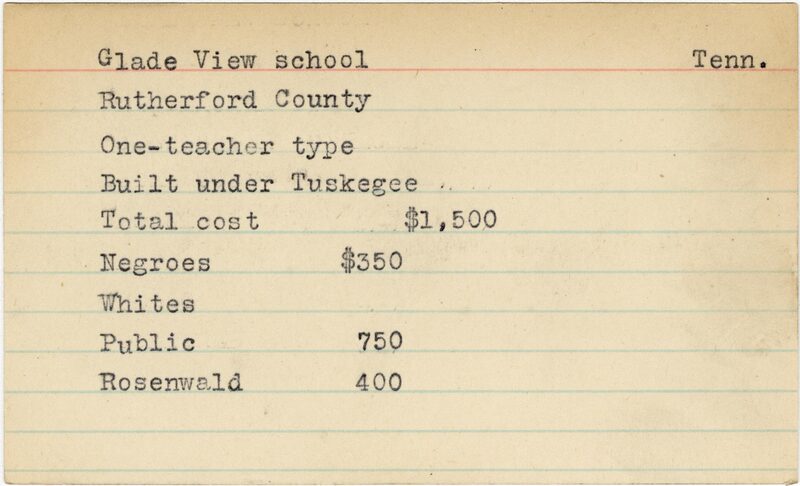 Glade View school Tenn.
Rutherford County
One-teacher type
Built under Tuskegee
Total cost $1,500
Negroes $350
Whites
Public 750
Rosenwald 400